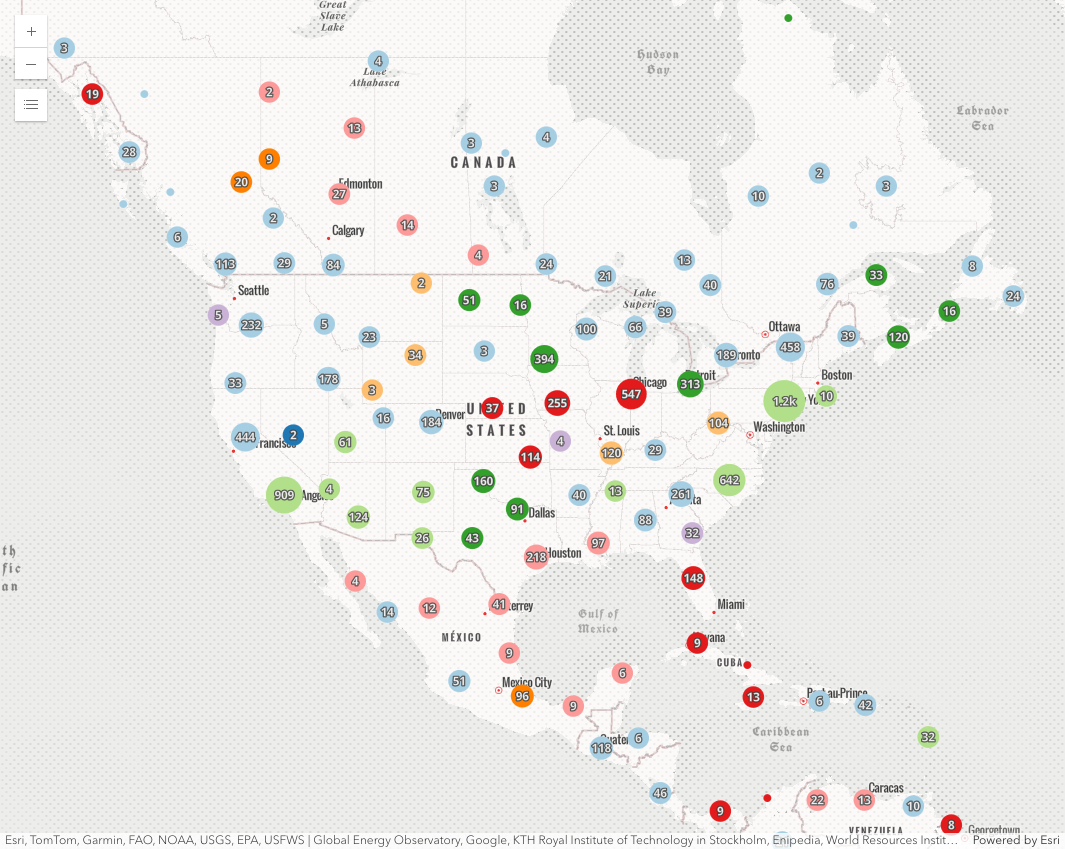 Great
Slave
Lake
+
3
4
Hudson
Bay
−
Lake
Athabasca
19
2
Labrador
Sea
13
28
3
4
CANADA
9
2
20
27
Edmonton
3
10
3
2
14
Calgary
6
4
113
29
84
24
13
8
21
33
2
40
76
Seattle
Lake
24
51
16
39
16
5
232
5
100
66
Ottawa
23
39
120
458
34
3
394
189
33
178
547
313
Boston
3
37
255
1.2k
10
UNITED
16
184
104
Washington
444
2
61
STATES
4
St. Louis
120
29
114
909
4
75
160
40
13
261
642
124
91
Dallas
88
26
43
32
218
Houston
97
4
148
14
12
41
Miami
Gulf of
Mexico
MÉXICO
9
9
CUBA
51
6
Mexico City
96
13
6
42
9
118
6
Caribbean
Sea
32
46
Caracas
22
13
10
9
8
VENEZUELA
Georgetown
Esri, TomTom, Garmin, FAO, NOAA, USGS, EPA, USFWS | Global Energy Observatory, Google, KTH Royal Institute of Technology in Stockholm, Enipedia, World Resources Instit…
Powered by Esri